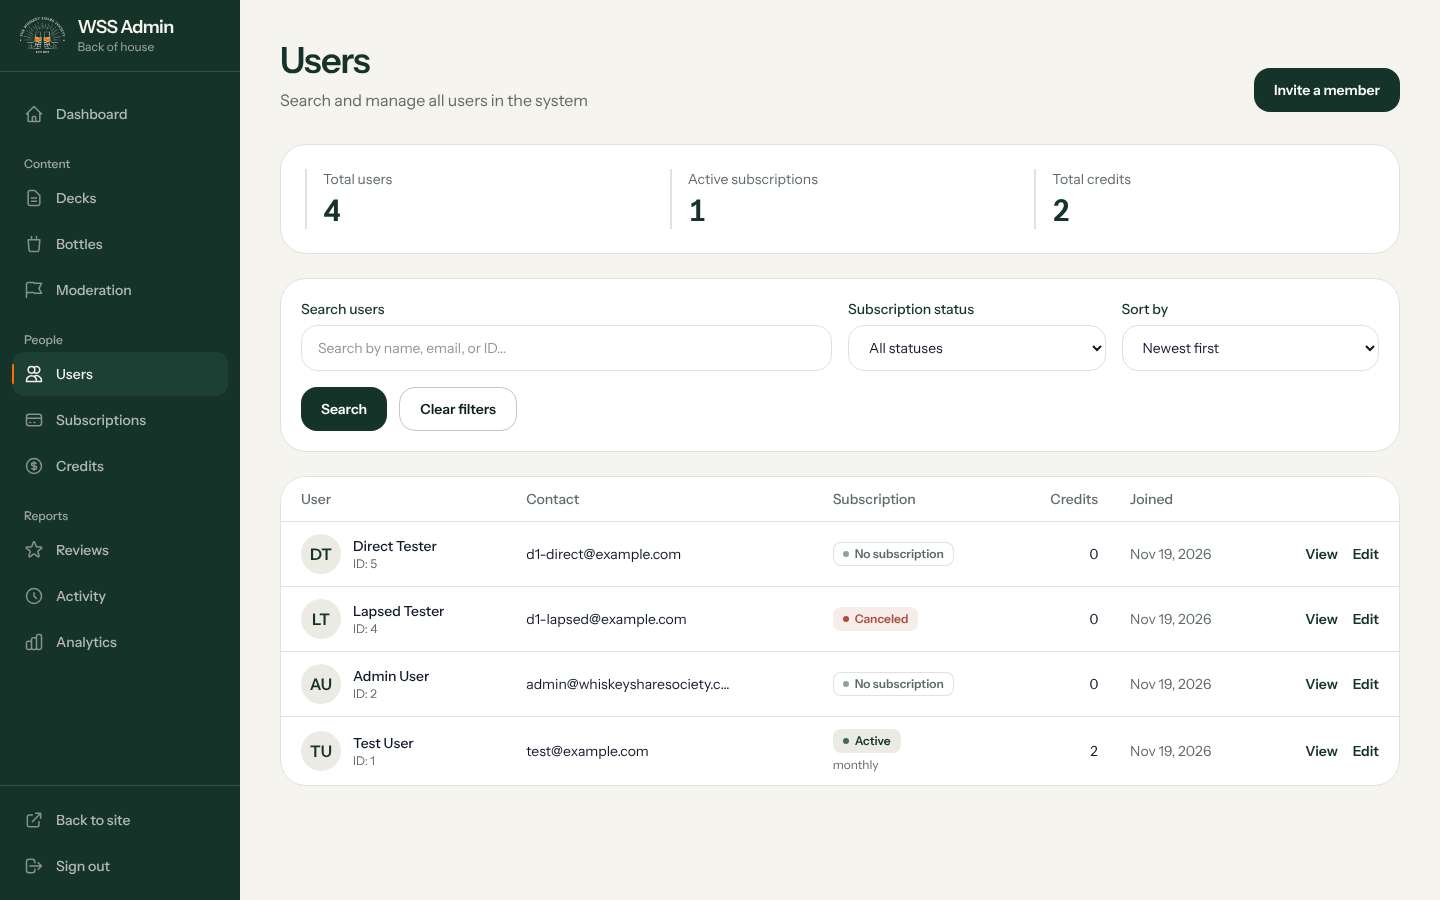 WSS Admin
Back of house
Dashboard
Content
Decks
Bottles
Moderation
People
Users
Subscriptions
Credits
Reports
Reviews
Activity
Analytics
Back to site
Sign out
Users
Search and manage all users in the system
Invite a member
Total users
4
Active subscriptions
1
Total credits
2
Search users
Subscription status
Sort by
Search by name, email, or ID...
All statuses
Newest first
Search
Clear filters
User Contact Subscription Credits Joined
DT Direct Tester
ID: 5
d1-direct@example.com No subscription 0 Nov 19, 2026 View Edit
LT Lapsed Tester
ID: 4
d1-lapsed@example.com Canceled 0 Nov 19, 2026 View Edit
AU Admin User
ID: 2
admin@whiskeysharesociety.c... No subscription 0 Nov 19, 2026 View Edit
TU Test User
ID: 1
test@example.com Active
monthly
2 Nov 19, 2026 View Edit